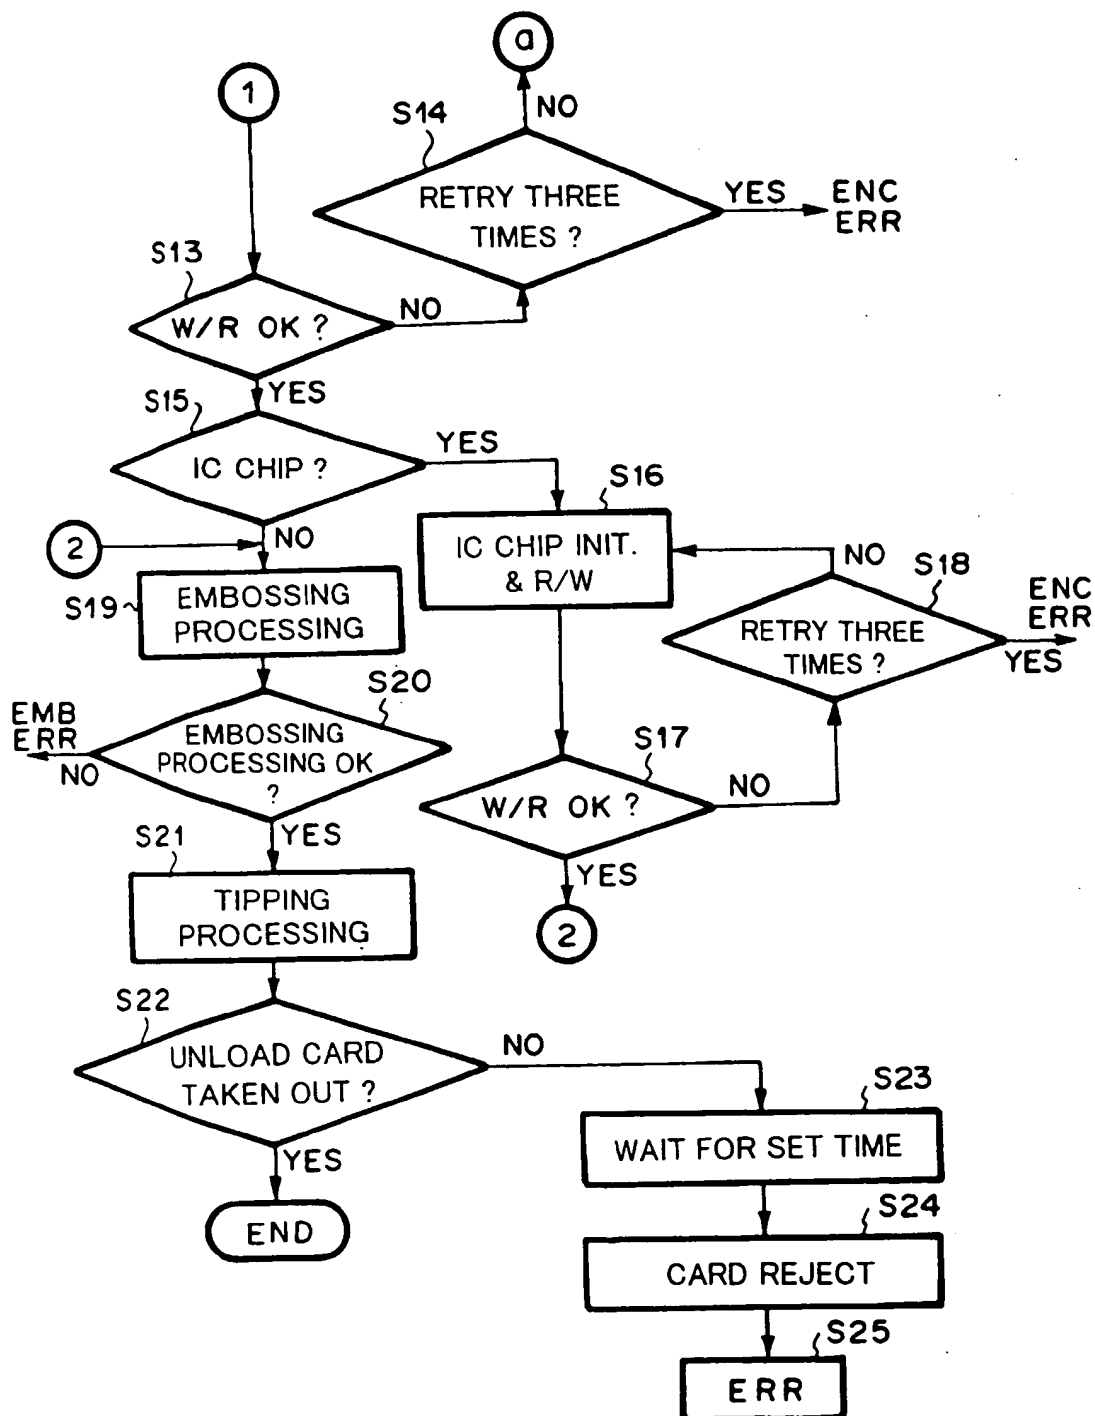 a
1
NO
S14
RETRY THREE
TIMES ?
YES
ENC
ERR
S13
W/R OK ?
NO
YES
S15
IC CHIP ?
YES
S16
IC CHIP INIT.
& R/W
NO
2
NO
S18
RETRY THREE
TIMES ?
ENC
ERR
YES
S19
EMBOSSING
PROCESSING
S20
EMB
ERR
NO
EMBOSSING
PROCESSING OK
?
YES
S17
W/R OK ?
NO
YES
2
S21
TIPPING
PROCESSING
S22
UNLOAD CARD
TAKEN OUT ?
NO
YES
END
S23
WAIT FOR SET TIME
S24
CARD REJECT
S25
ERR